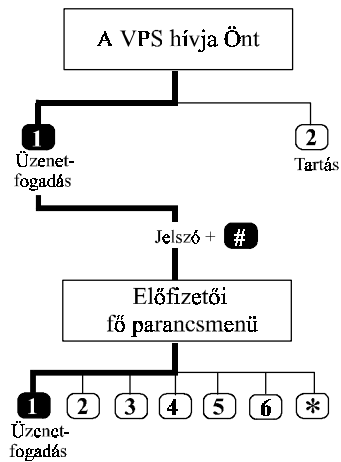 A VPS hívja Önt
1 2
Üzenet-
fogadás
Tartás
Jelszó + #
Előfizetői
fő parancsmenü
1 2 3 4 5 6 *
Üzenet-
fogadás